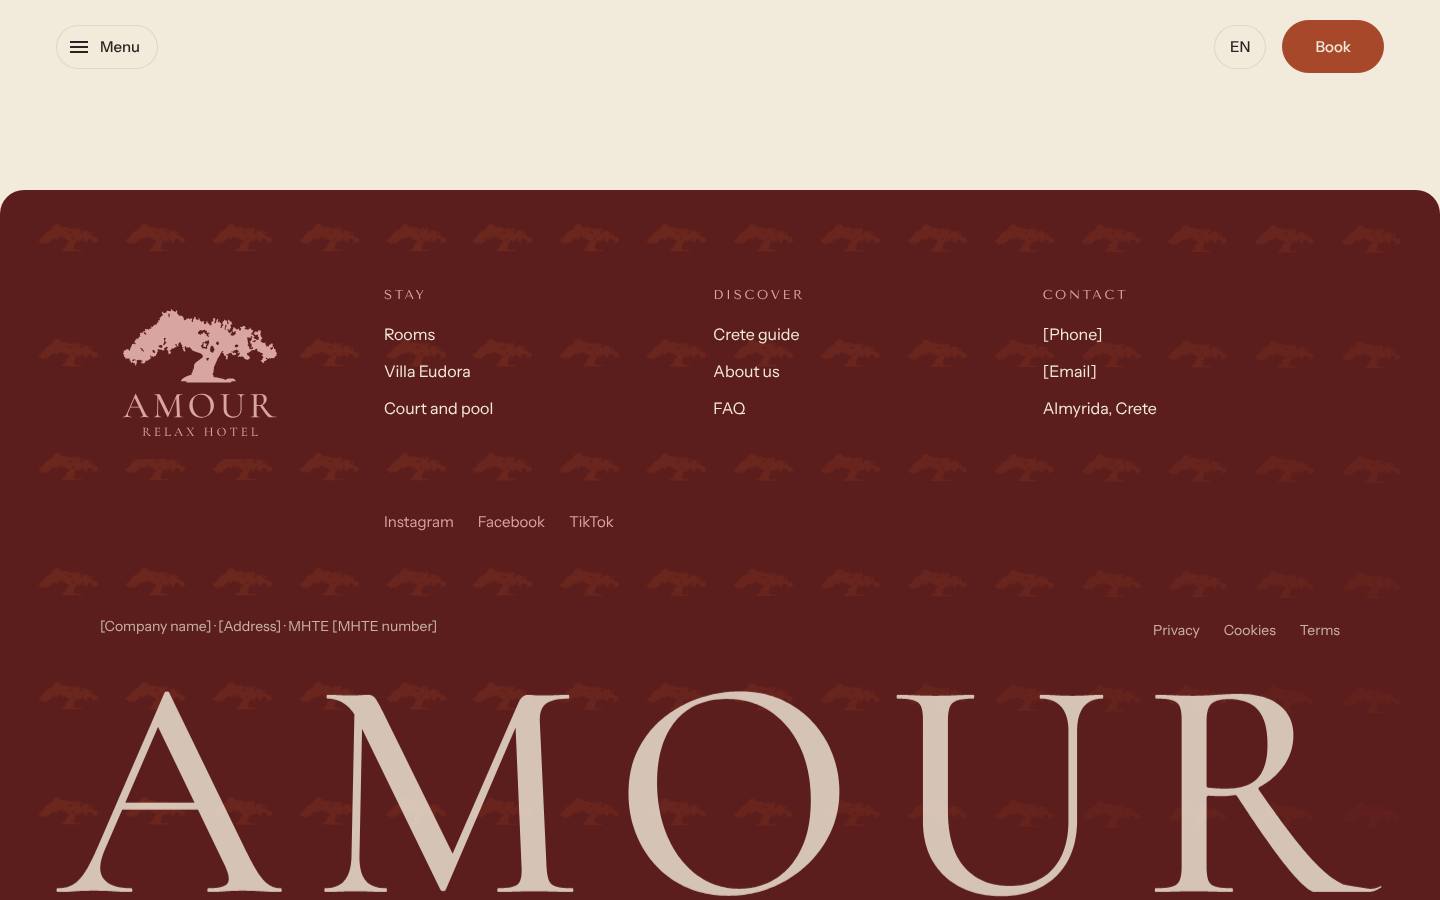 Menu
EN
Book
STAY
Rooms
Villa Eudora
Court and pool
DISCOVER
Crete guide
About us
FAQ
CONTACT
[Phone]
[Email]
Almyrida, Crete
AMOUR
RELAX HOTEL
Instagram Facebook TikTok
[Company name] · [Address] · MHTE [MHTE number]
Privacy Cookies Terms
AMOUR